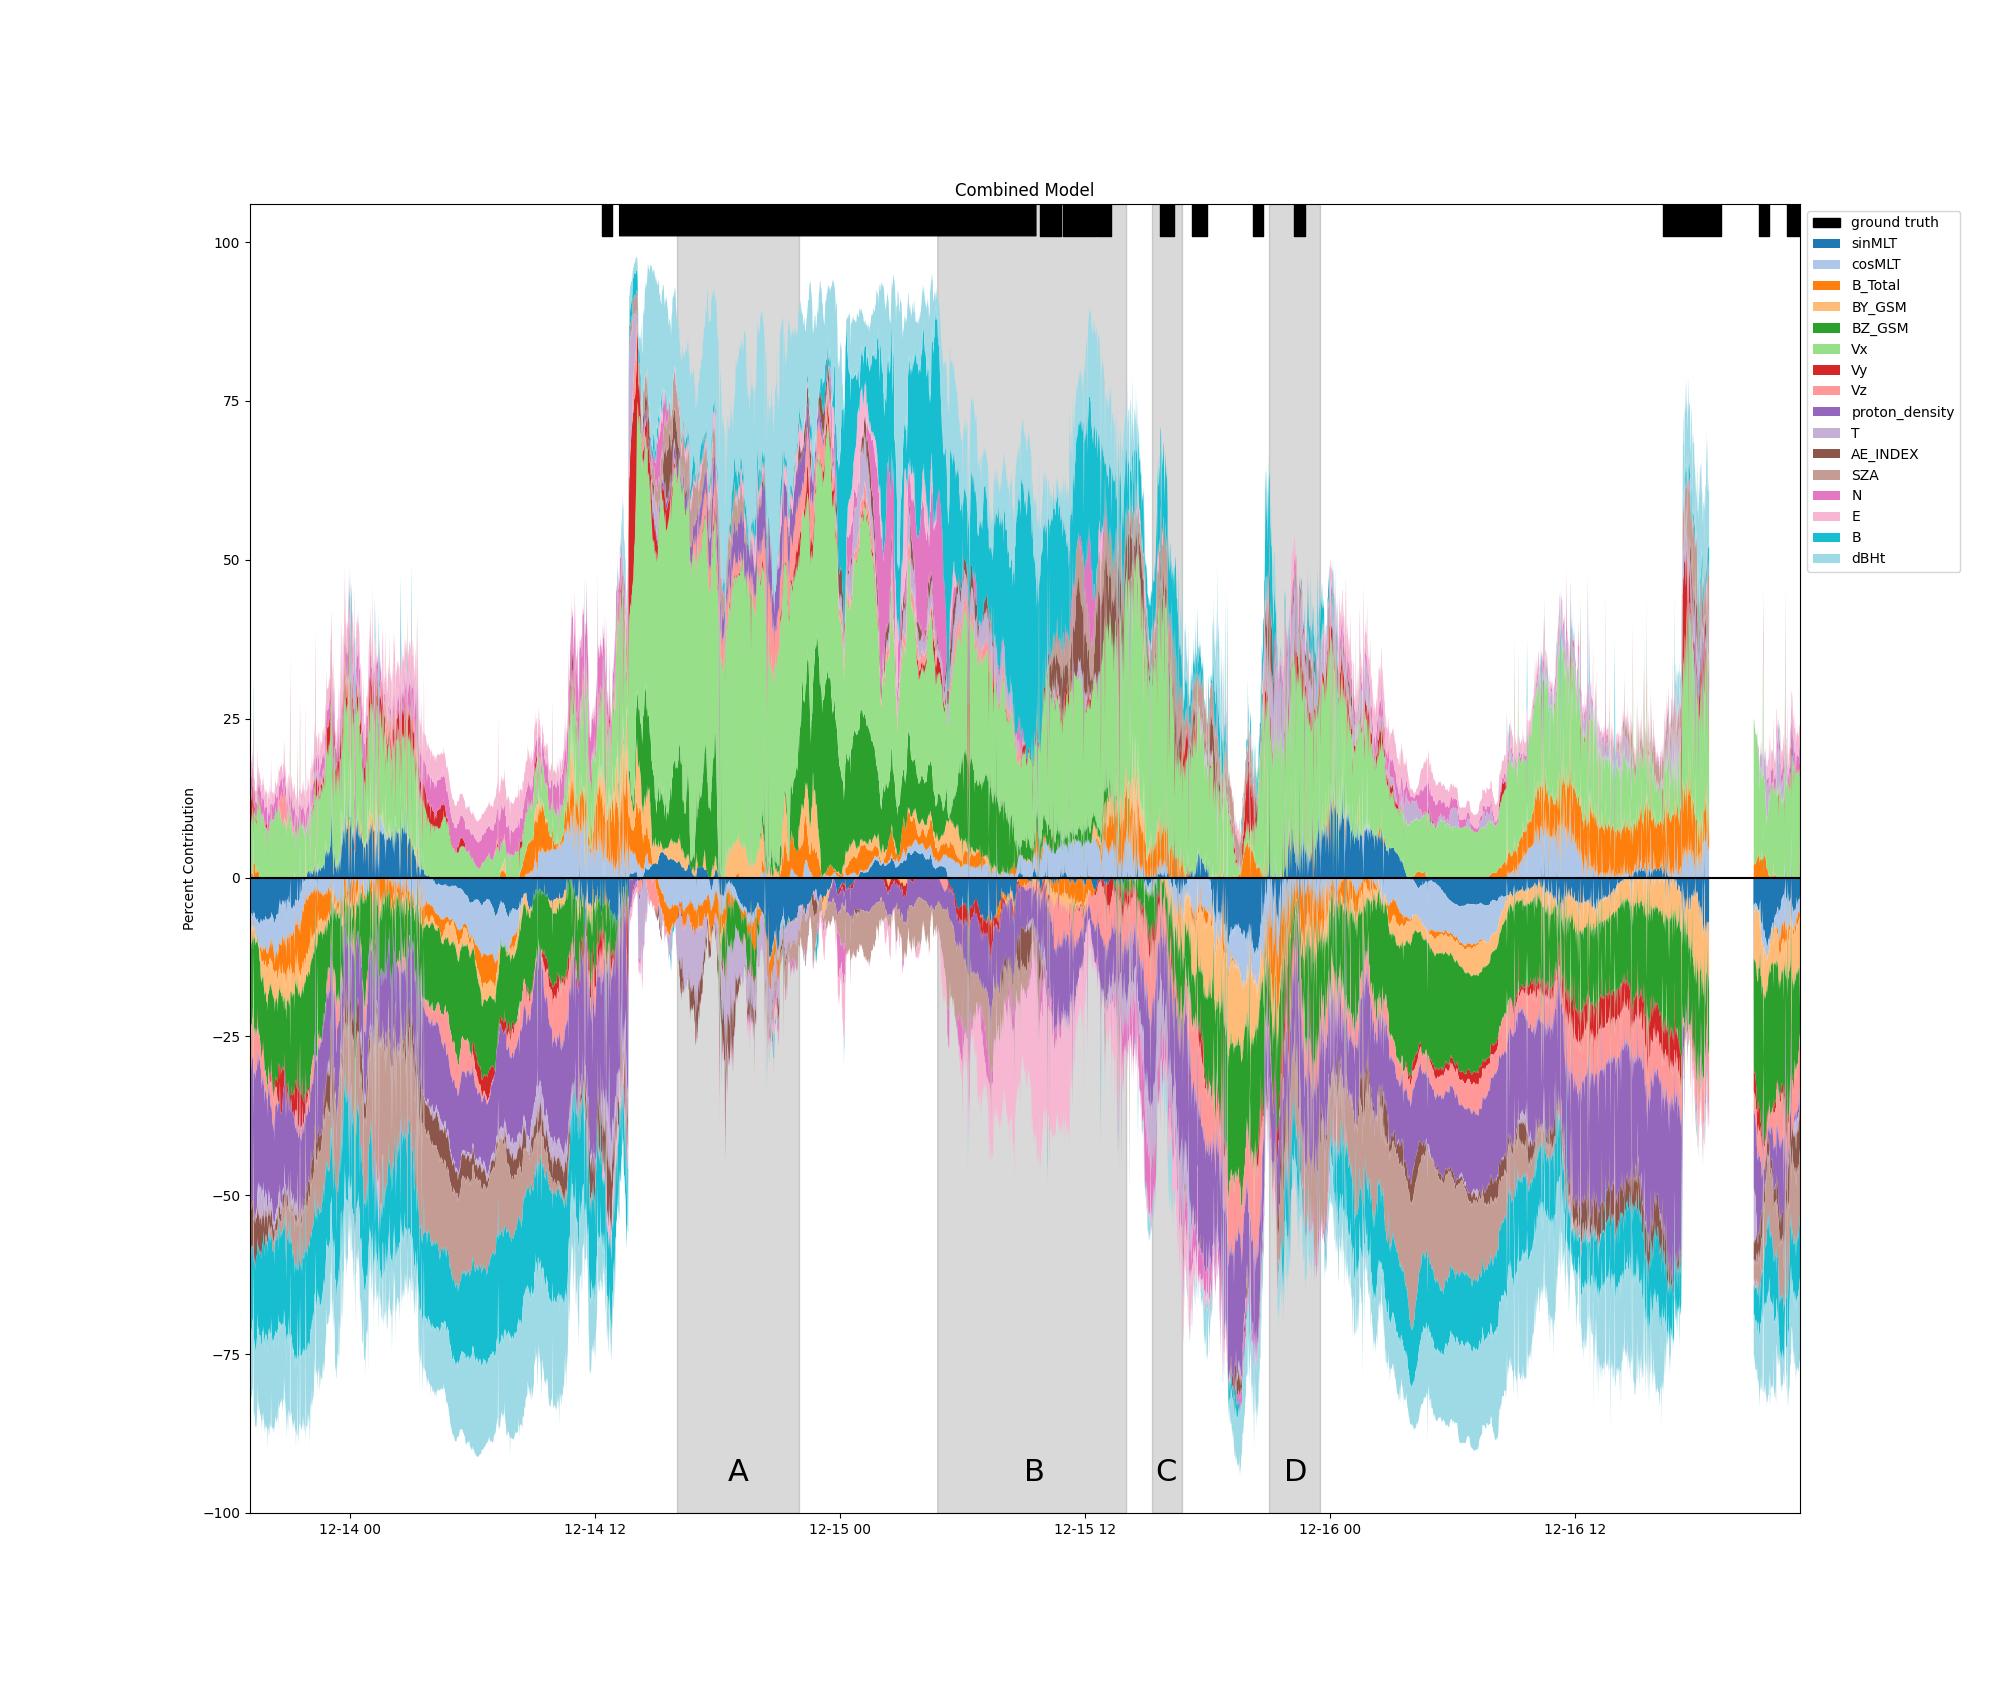 Combined Model
Percent Contribution
100
75
50
25
0
−25
−50
−75
−100
12-14 00
12-14 12
12-15 00
12-15 12
12-16 00
12-16 12
A
B
C
D
ground truth
sinMLT
cosMLT
B_Total
BY_GSM
BZ_GSM
Vx
Vy
Vz
proton_density
T
AE_INDEX
SZA
N
E
B
dBHt